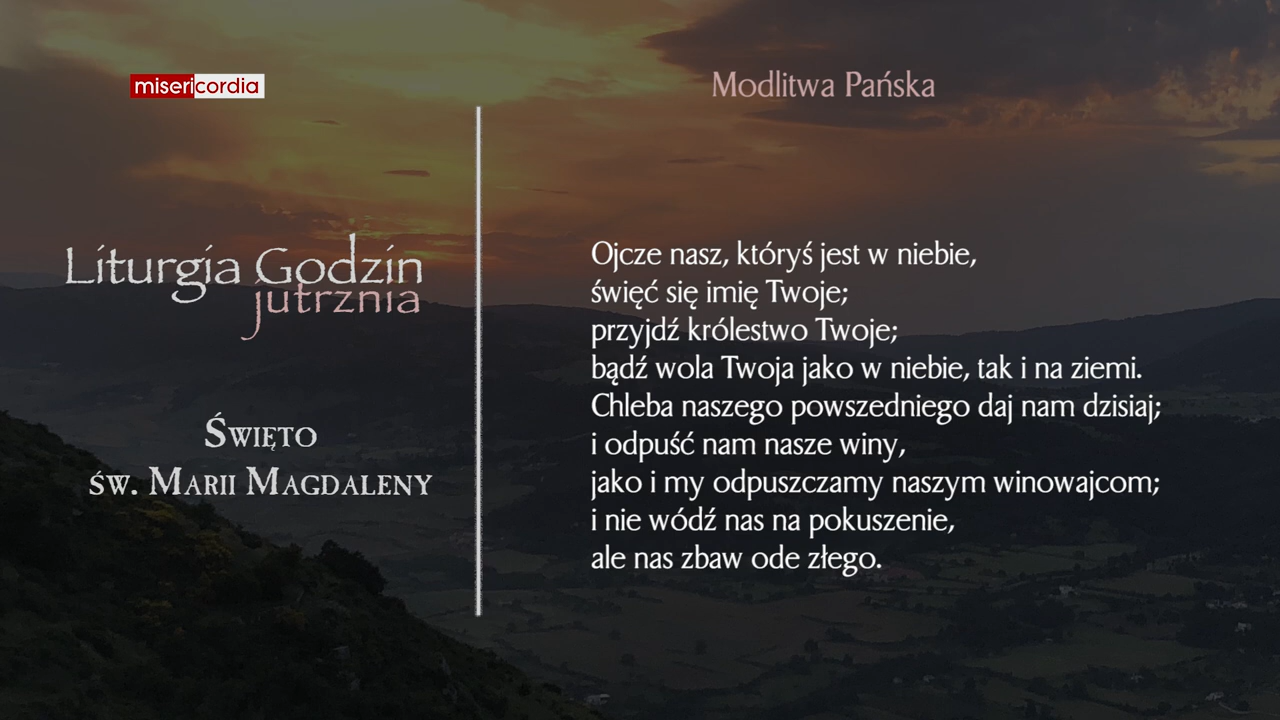 misericordia
Liturgia Godzin
jutrznia
Święto
św. Marii Magdaleny
Modlitwa Pańska
Ojcze nasz, któryś jest w niebie,
święć się imię Twoje;
przyjdź królestwo Twoje;
bądź wola Twoja jako w niebie, tak i na ziemi.
Chleba naszego powszedniego daj nam dzisiaj;
i odpuść nam nasze winy,
jako i my odpuszczamy naszym winowajcom;
i nie wódź nas na pokuszenie,
ale nas zbaw ode złego.